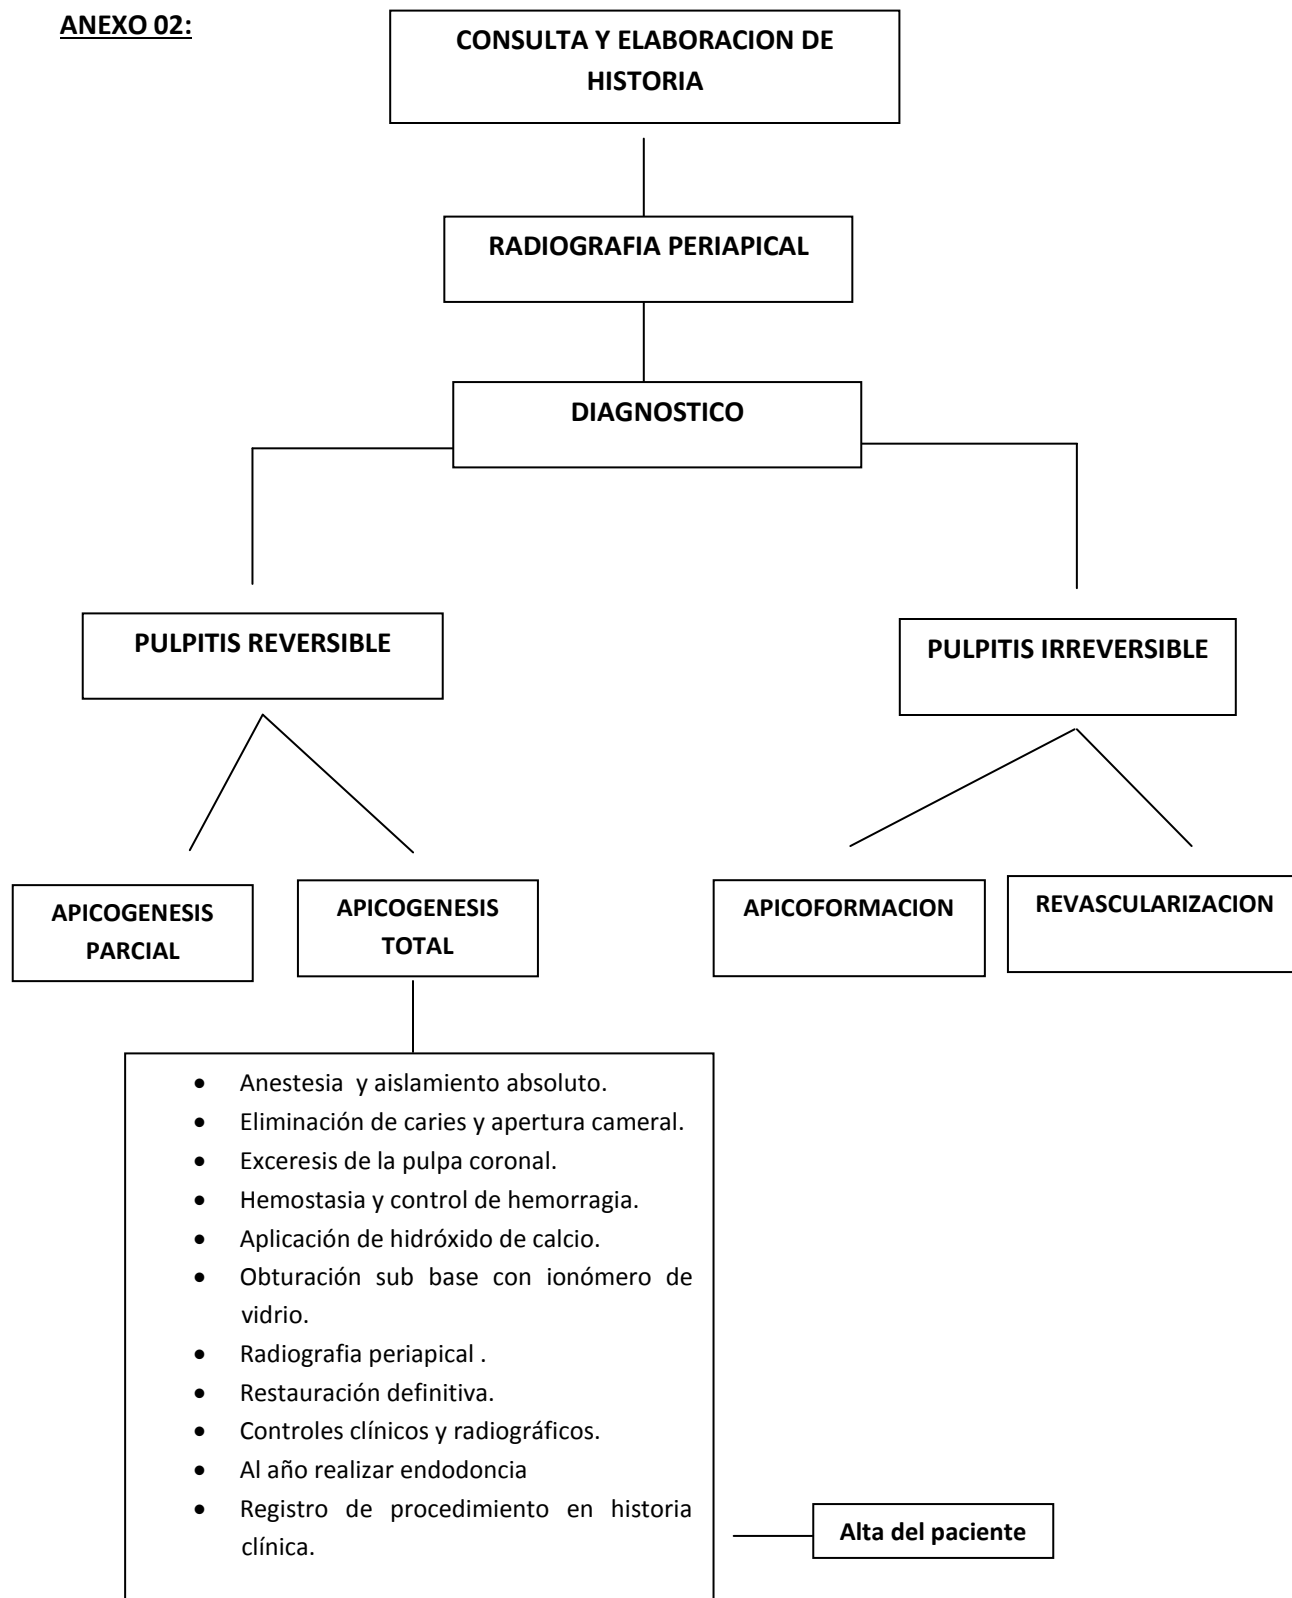 ANEXO 02:
CONSULTA Y ELABORACION DE
HISTORIA
RADIOGRAFIA PERIAPICAL
DIAGNOSTICO
PULPITIS REVERSIBLE
PULPITIS IRREVERSIBLE
APICOGENESIS
PARCIAL
APICOGENESIS
TOTAL
APICOFORMACION
REVASCULARIZACION
• Anestesia y aislamiento absoluto.
• Eliminación de caries y apertura cameral.
• Exceresis de la pulpa coronal.
• Hemostasia y control de hemorragia.
• Aplicación de hidróxido de calcio.
• Obturación sub base con ionómero de
vidrio.
• Radiografia periapical .
• Restauración definitiva.
• Controles clínicos y radiográficos.
• Al año realizar endodoncia
• Registro de procedimiento en historia
clínica.
Alta del paciente